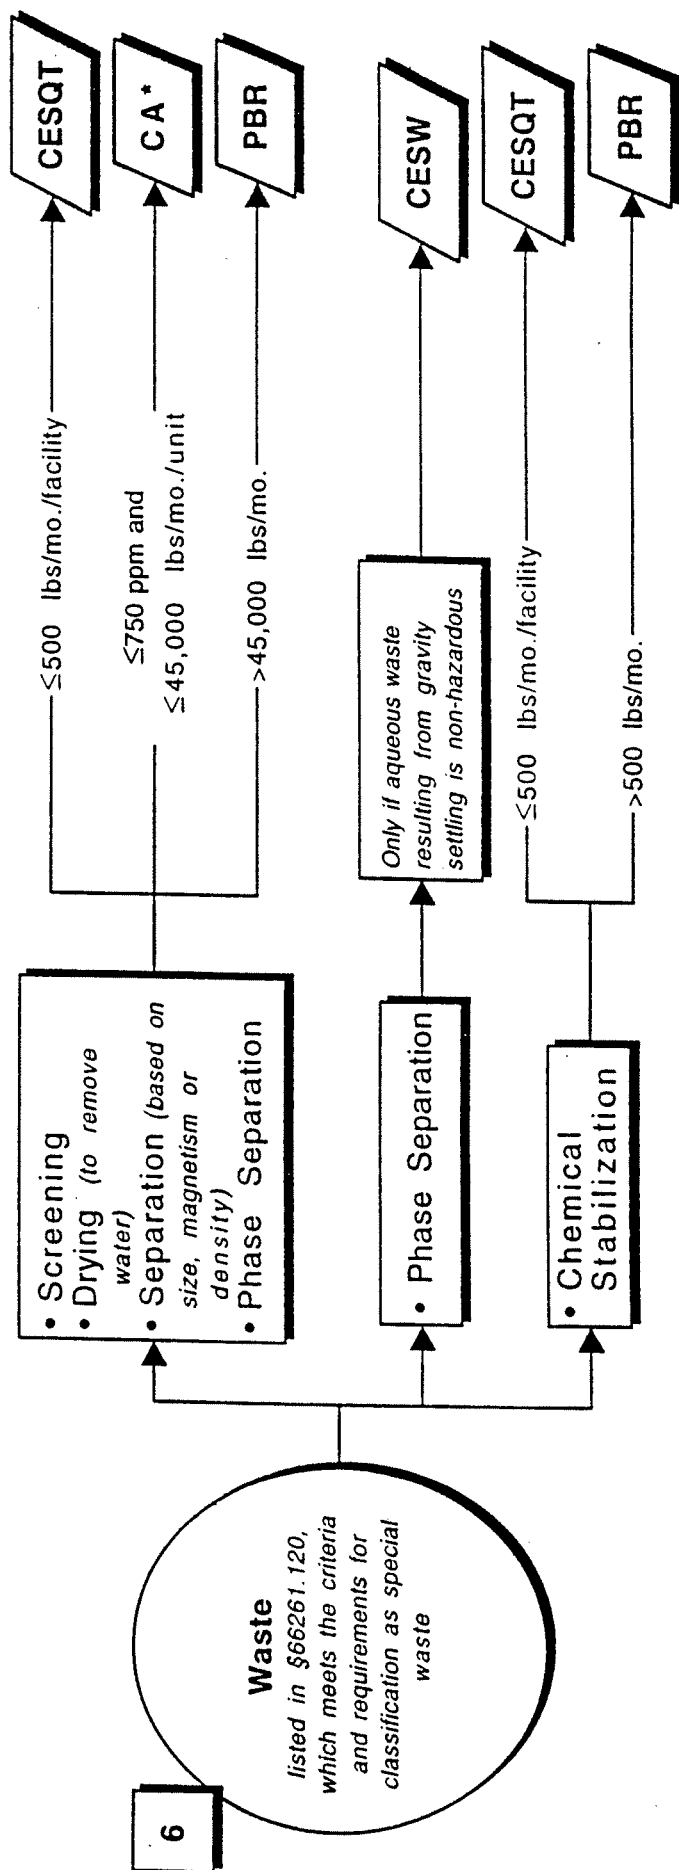 6
Waste
listed in §66261.120,
which meets the criteria
and requirements for
classification as special
waste
• Screening
• Drying (to remove
water)
• Separation (based on
size, magnetism or
density)
• Phase Separation
≤500 lbs/mo./facility
CESQT
≤750 ppm and
≤45,000 lbs/mo./unit
CA*
>45,000 lbs/mo.
PBR
• Phase Separation
Only if aqueous waste
resulting from gravity
settling is non-hazardous
CESW
• Chemical
Stabilization
≤500 lbs/mo./facility
CESQT
>500 lbs/mo.
PBR